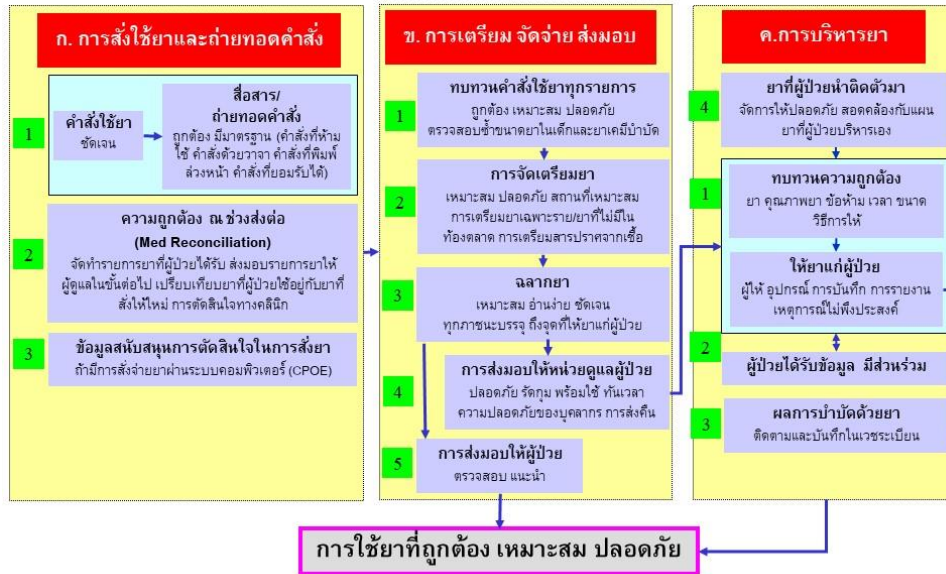 ก. การสั่งใช้ยาและถ่ายทอดคำสั่ง
1
คำสั่งใช้ยา
ชัดเจน
สื่อสาร/
ถ่ายทอดคำสั่ง
ถูกต้อง มีมาตรฐาน (คำสั่งที่ห้าม
ใช้ คำสั่งด้วยวาจา คำสั่งที่พิมพ์
ล่วงหน้า คำสั่งที่ยอมรับได้)
2
ความถูกต้อง ณ ช่วงส่งต่อ
(Med Reconciliation)
จัดทำรายการยาที่ผู้ป่วยได้รับ ส่งมอบรายการยาให้
ผู้ดูแลในขั้นต่อไป เปรียบเทียบยาที่ผู้ป่วยใช้อยู่กับยาที่
สั่งให้ใหม่ การตัดสินใจทางคลินิก
3
ข้อมูลสนับสนุนการตัดสินใจในการสั่งยา
ถ้ามีการสั่งจ่ายยาผ่านระบบคอมพิวเตอร์ (CPOE)
ข. การเตรียม จัดจ่าย ส่งมอบ
1
ทบทวนคำสั่งใช้ยาทุกรายการ
ถูกต้อง เหมาะสม ปลอดภัย
ตรวจสอบซ้ำขนาดยาในเด็กและยาเคมีบำบัด
2
การจัดเตรียมยา
เหมาะสม ปลอดภัย สถานที่เหมาะสม
การเตรียมยาเฉพาะราย/ยาที่ไม่มีใน
ท้องตลาด การเตรียมสารปราศจากเชื้อ
3
ฉลากยา
เหมาะสม อ่านง่าย ชัดเจน
ทุกภาชนะบรรจุ ถึงจุดที่ให้ยาแก่ผู้ป่วย
4
การส่งมอบให้หน่วยดูแลผู้ป่วย
ปลอดภัย รัดกุม พร้อมใช้ ทันเวลา
ความปลอดภัยของบุคลากร การส่งคืน
5
การส่งมอบให้ผู้ป่วย
ตรวจสอบ แนะนำ
ค.การบริหารยา
4
ยาที่ผู้ป่วยนำติดตัวมา
จัดการให้ปลอดภัย สอดคล้องกับแผน
ยาที่ผู้ป่วยบริหารเอง
1
ทบทวนความถูกต้อง
ยา คุณภาพยา ข้อห้าม เวลา ขนาด
วิธีการให้
ให้ยาแก่ผู้ป่วย
ผู้ให้ อุปกรณ์ การบันทึก การรายงาน
เหตุการณ์ไม่พึงประสงค์
2
ผู้ป่วยได้รับข้อมูล มีส่วนร่วม
3
ผลการบำบัดด้วยยา
ติดตามและบันทึกในเวชระเบียน
การใช้ยาที่ถูกต้อง เหมาะสม ปลอดภัย